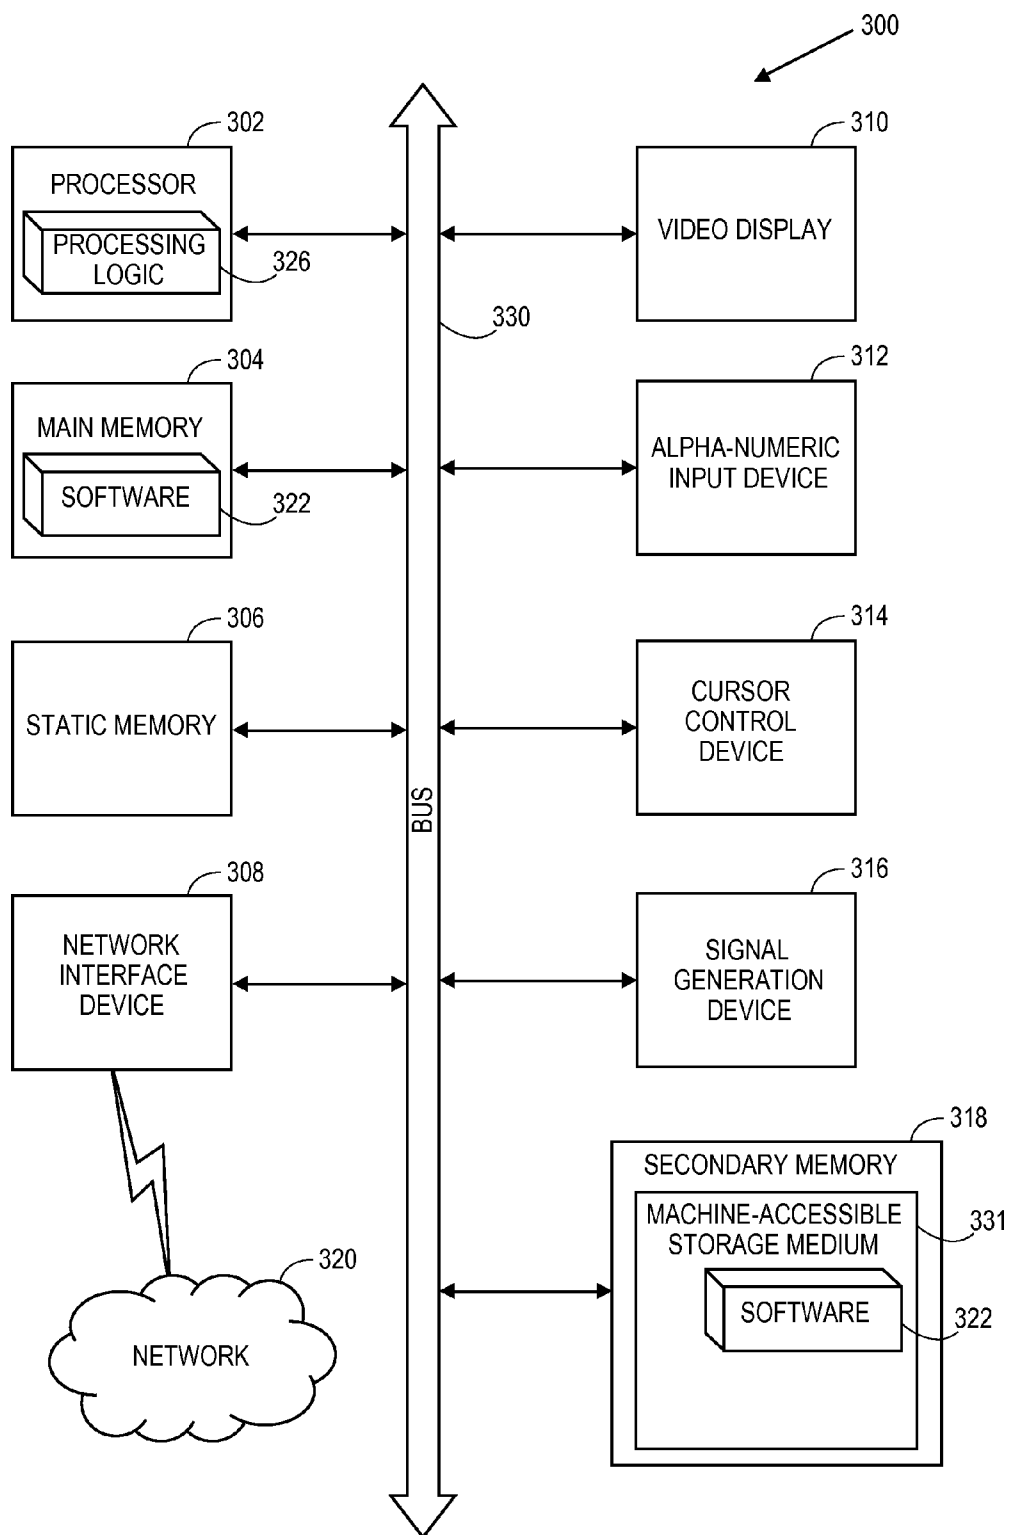 300
302
PROCESSOR
PROCESSING
LOGIC
326
310
VIDEO DISPLAY
330
304
MAIN MEMORY
SOFTWARE
322
312
ALPHA-NUMERIC
INPUT DEVICE
306
STATIC MEMORY
314
CURSOR
CONTROL
DEVICE
BUS
308
NETWORK
INTERFACE
DEVICE
316
SIGNAL
GENERATION
DEVICE
318
SECONDARY MEMORY
MACHINE-ACCESSIBLE
STORAGE MEDIUM
331
SOFTWARE
322
320
NETWORK